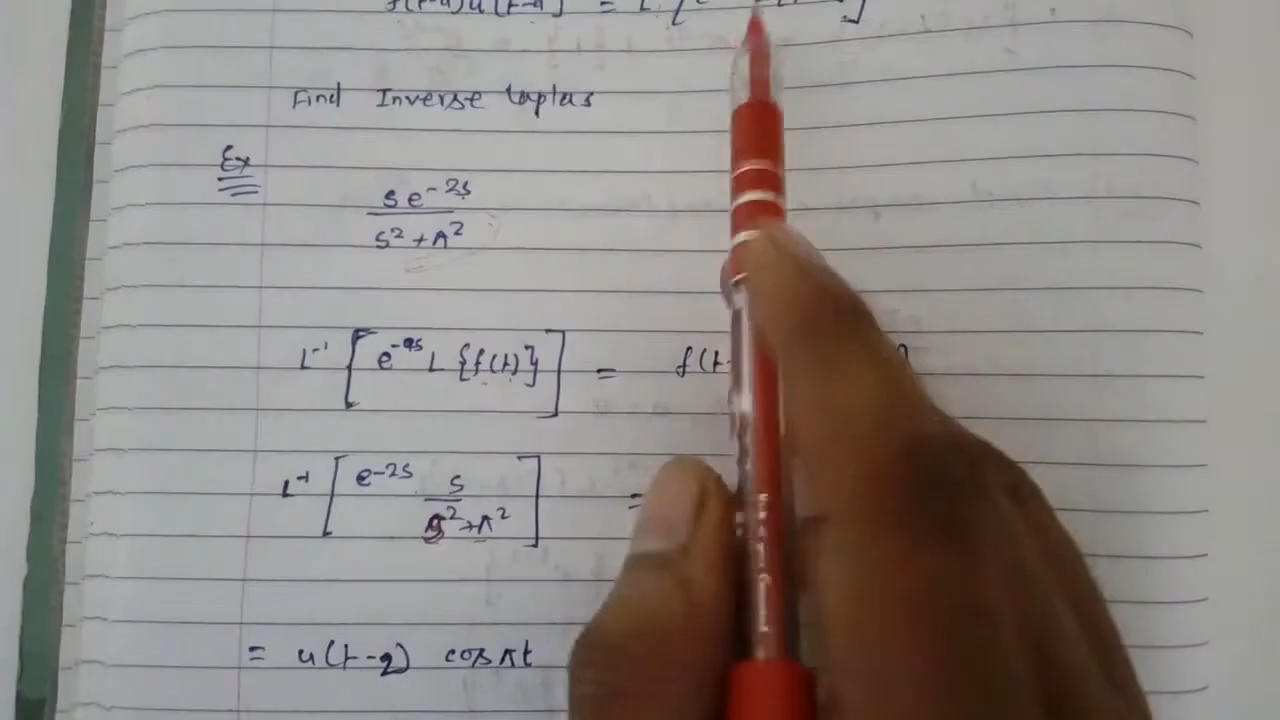 f(t-a)u(t-a) = L
Find Inverse laplas
Ex
s e^-2s
s² + π²
L⁻¹ [ e^-as L {f(t)} ] = f(t-
L⁻¹ [ e^-2s s =
s² + π² ]
= u(t-2) cos πt